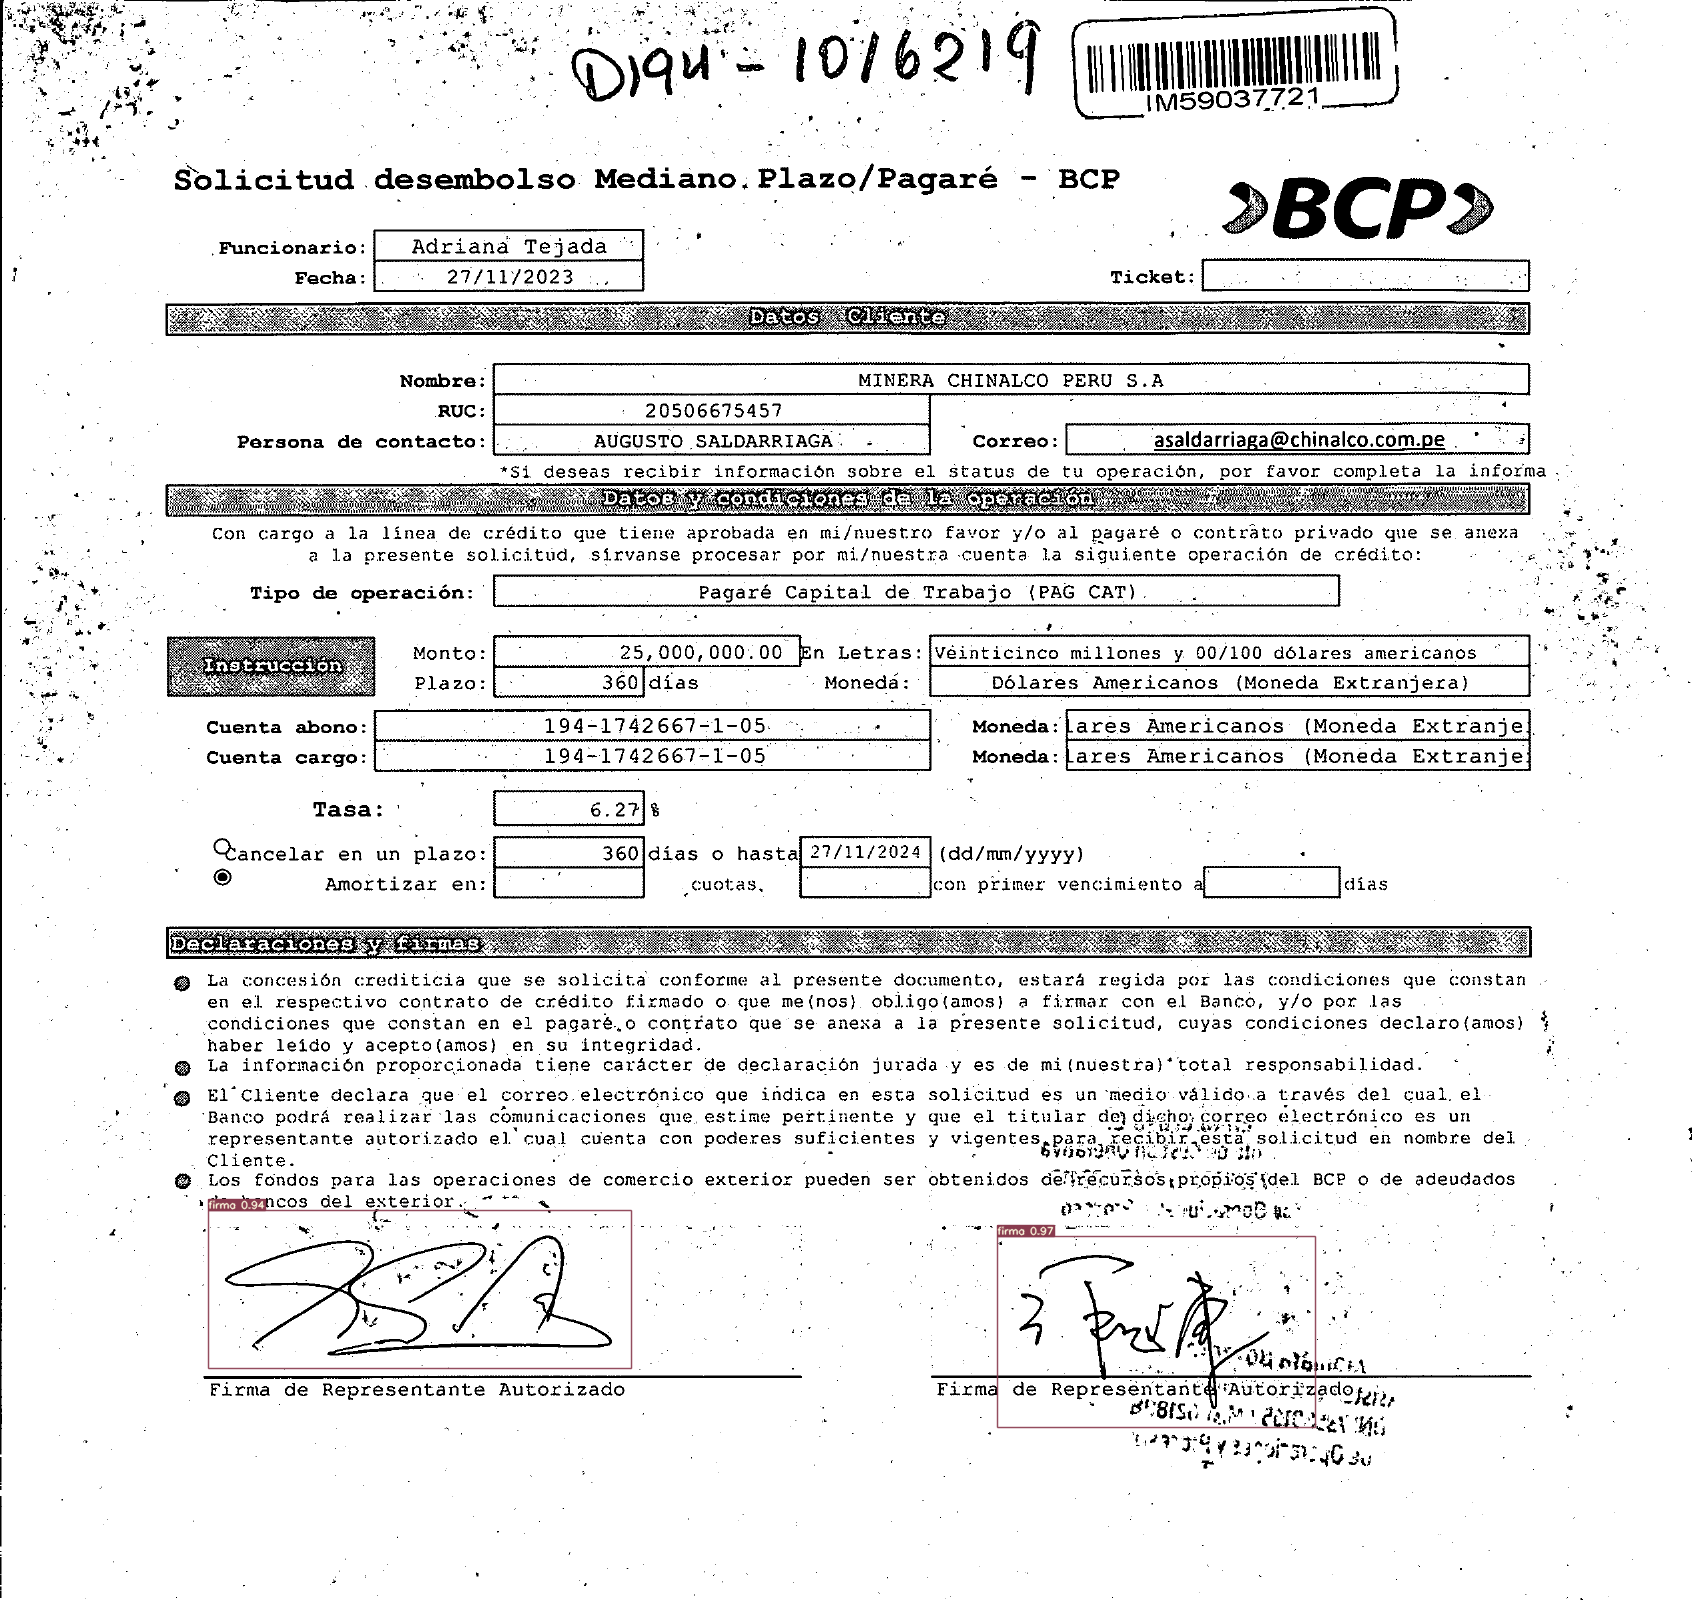 D194 - 1016219
IM59037721
Solicitud desembolso Mediano Plazo/Pagaré - BCP
BCP
Funcionario: Adriana Tejada
Fecha: 27/11/2023
Ticket:
Datos Cliente
Nombre: MINERA CHINALCO PERU S.A
RUC: 20506675457
Persona de contacto: AUGUSTO SALDARRIAGA Correo: asaldarriaga@chinalco.com.pe
*Si deseas recibir información sobre el status de tu operación, por favor completa la informa
Datos y condiciones de la operación
Con cargo a la línea de crédito que tiene aprobada en mi/nuestro favor y/o al pagaré o contrato privado que se anexa
a la presente solicitud, sírvanse procesar por mi/nuestra cuenta la siguiente operación de crédito:
Tipo de operación: Pagaré Capital de Trabajo (PAG CAT)
Instrucción
Monto: 25,000,000.00 En Letras: Veinticinco millones y 00/100 dólares americanos
Plazo: 360 días Moneda: Dólares Americanos (Moneda Extranjera)
Cuenta abono: 194-1742667-1-05 Moneda: lares Americanos (Moneda Extranje
Cuenta cargo: 194-1742667-1-05 Moneda: lares Americanos (Moneda Extranje
Tasa: 6.27 %
Cancelar en un plazo: 360 días o hasta 27/11/2024 (dd/mm/yyyy)
Amortizar en: cuotas, con primer vencimiento a días
Declaraciones y firmas
La concesión crediticia que se solicita conforme al presente documento, estará regida por las condiciones que constan
en el respectivo contrato de crédito firmado o que me(nos) obligo(amos) a firmar con el Banco, y/o por las
condiciones que constan en el pagaré o contrato que se anexa a la presente solicitud, cuyas condiciones declaro(amos)
haber leído y acepto(amos) en su integridad.
La información proporcionada tiene carácter de declaración jurada y es de mi(nuestra) total responsabilidad.
El Cliente declara que el correo electrónico que indica en esta solicitud es un medio válido a través del cual el
Banco podrá realizar las comunicaciones que estime pertinente y que el titular de dicho correo electrónico es un
representante autorizado el cual cuenta con poderes suficientes y vigentes para recibir esta solicitud en nombre del
Cliente.
Los fondos para las operaciones de comercio exterior pueden ser obtenidos de recursos propios del BCP o de adeudados
de bancos del exterior.
firma 0.94
firma 0.97
Firma de Representante Autorizado
Firma de Representante Autorizado